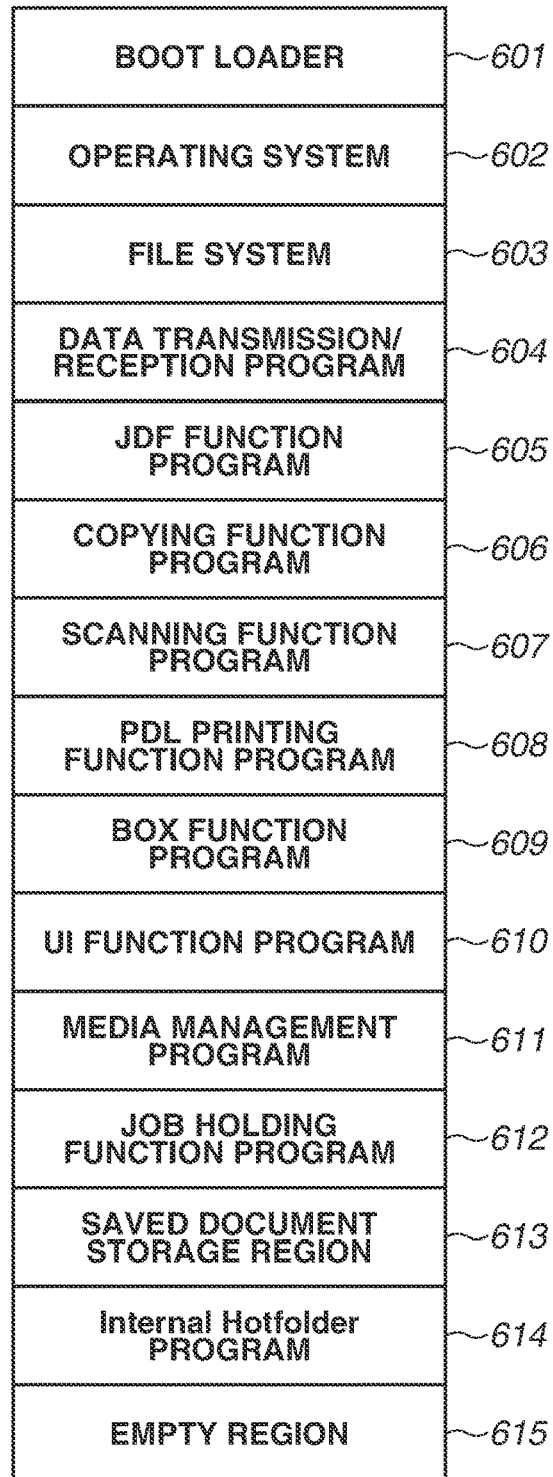 BOOT LOADER 601
OPERATING SYSTEM 602
FILE SYSTEM 603
DATA TRANSMISSION/
RECEPTION PROGRAM 604
JDF FUNCTION
PROGRAM 605
COPYING FUNCTION
PROGRAM 606
SCANNING FUNCTION
PROGRAM 607
PDL PRINTING
FUNCTION PROGRAM 608
BOX FUNCTION
PROGRAM 609
UI FUNCTION PROGRAM 610
MEDIA MANAGEMENT
PROGRAM 611
JOB HOLDING
FUNCTION PROGRAM 612
SAVED DOCUMENT
STORAGE REGION 613
Internal Hotfolder
PROGRAM 614
EMPTY REGION 615